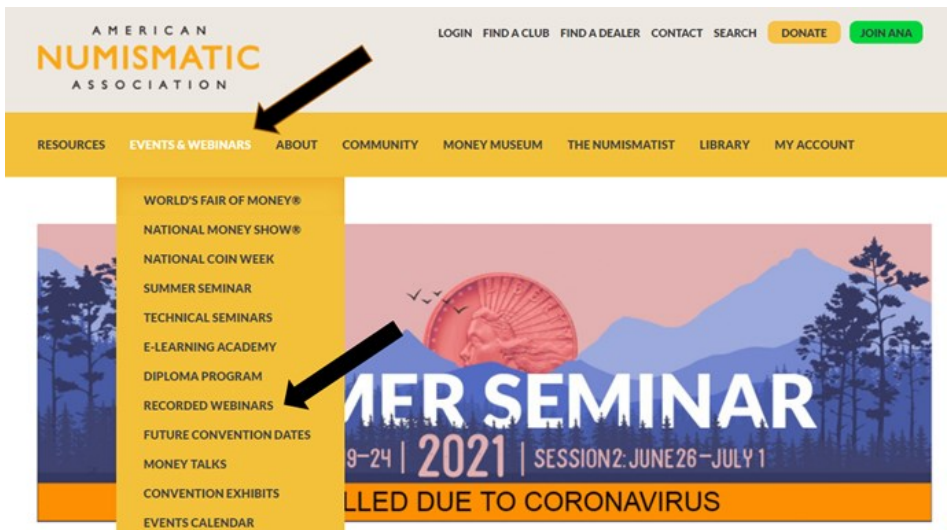 AMERICAN
NUMISMATIC
ASSOCIATION
LOGIN FIND A CLUB FIND A DEALER CONTACT SEARCH DONATE JOIN ANA
RESOURCES EVENTS & WEBINARS ABOUT COMMUNITY MONEY MUSEUM THE NUMISMATIST LIBRARY MY ACCOUNT
WORLD'S FAIR OF MONEY®
NATIONAL MONEY SHOW®
NATIONAL COIN WEEK
SUMMER SEMINAR
TECHNICAL SEMINARS
E-LEARNING ACADEMY
DIPLOMA PROGRAM
RECORDED WEBINARS
FUTURE CONVENTION DATES
MONEY TALKS
CONVENTION EXHIBITS
EVENTS CALENDAR
LIBERTY
MER SEMINAR
9–24 | 2021 | SESSION 2: JUNE 26–JULY 1
LLED DUE TO CORONAVIRUS